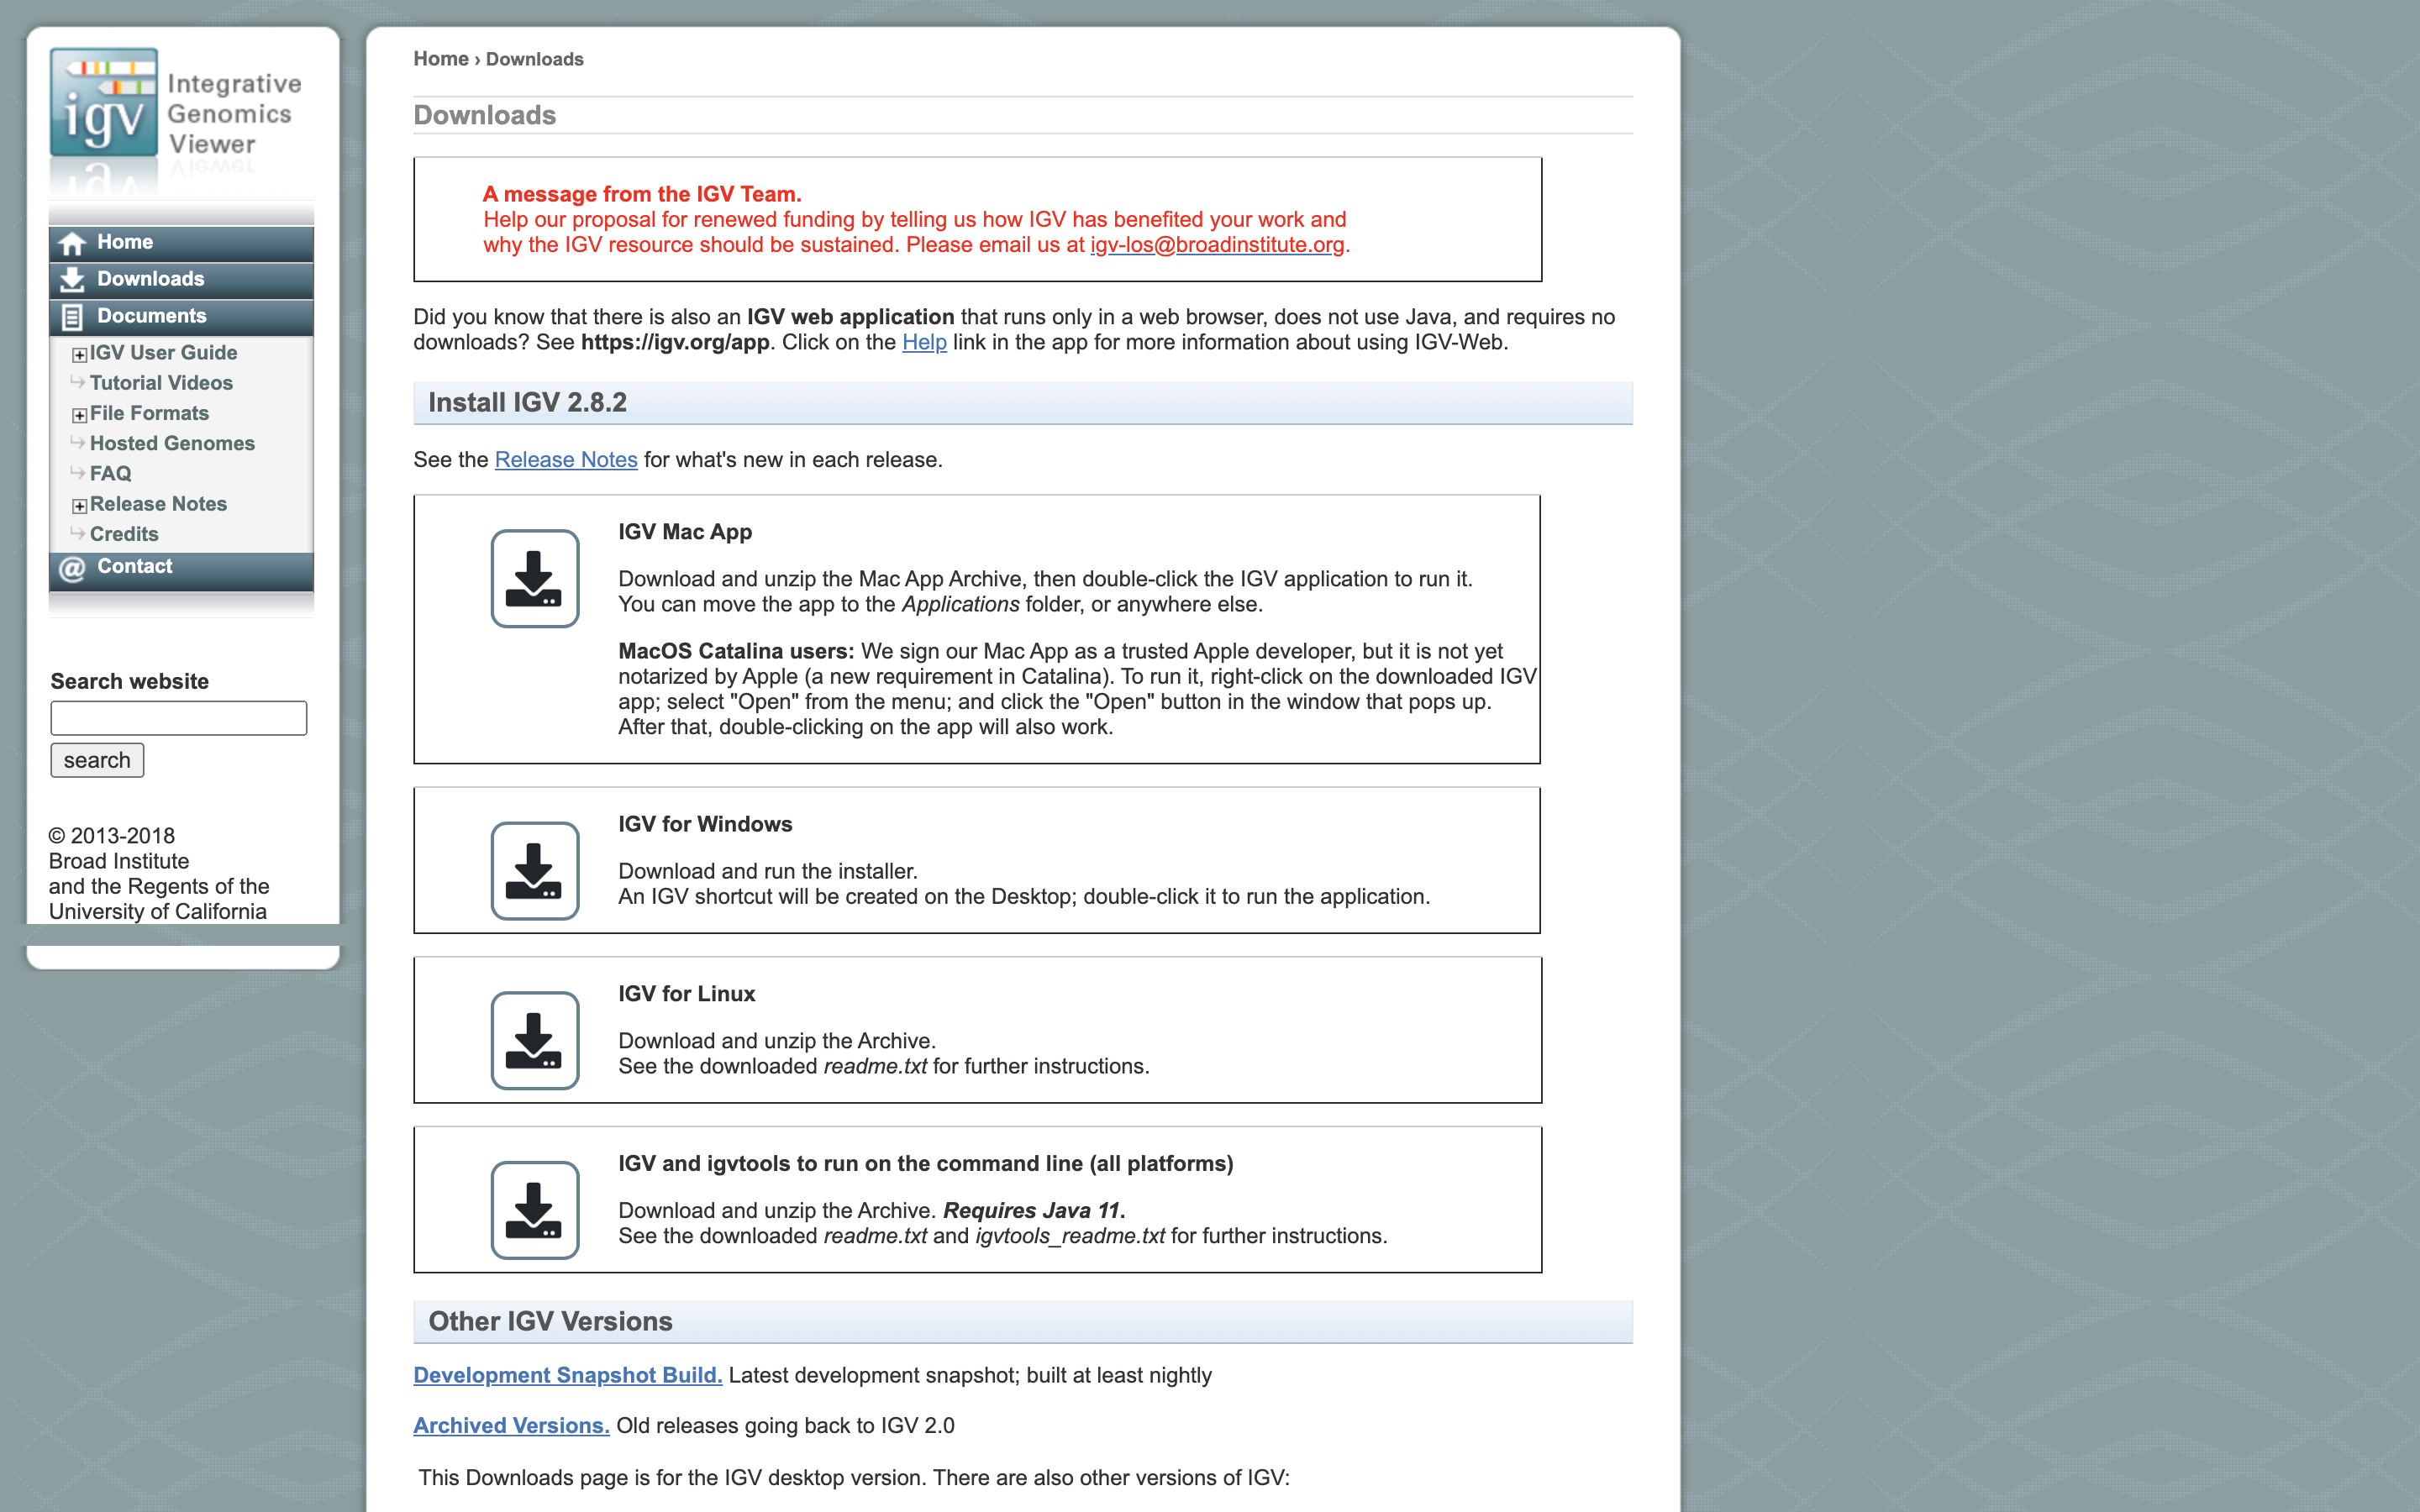 igv
Integrative
Genomics
Viewer
Home
Downloads
Documents
IGV User Guide
Tutorial Videos
File Formats
Hosted Genomes
FAQ
Release Notes
Credits
@ Contact
Search website
search
© 2013-2018
Broad Institute
and the Regents of the
University of California
Home › Downloads
Downloads
A message from the IGV Team.
Help our proposal for renewed funding by telling us how IGV has benefited your work and
why the IGV resource should be sustained. Please email us at igv-los@broadinstitute.org.
Did you know that there is also an IGV web application that runs only in a web browser, does not use Java, and requires no
downloads? See https://igv.org/app. Click on the Help link in the app for more information about using IGV-Web.
Install IGV 2.8.2
See the Release Notes for what's new in each release.
IGV Mac App
Download and unzip the Mac App Archive, then double-click the IGV application to run it.
You can move the app to the Applications folder, or anywhere else.
MacOS Catalina users: We sign our Mac App as a trusted Apple developer, but it is not yet
notarized by Apple (a new requirement in Catalina). To run it, right-click on the downloaded IGV
app; select "Open" from the menu; and click the "Open" button in the window that pops up.
After that, double-clicking on the app will also work.
IGV for Windows
Download and run the installer.
An IGV shortcut will be created on the Desktop; double-click it to run the application.
IGV for Linux
Download and unzip the Archive.
See the downloaded readme.txt for further instructions.
IGV and igvtools to run on the command line (all platforms)
Download and unzip the Archive. Requires Java 11.
See the downloaded readme.txt and igvtools_readme.txt for further instructions.
Other IGV Versions
Development Snapshot Build. Latest development snapshot; built at least nightly
Archived Versions. Old releases going back to IGV 2.0
This Downloads page is for the IGV desktop version. There are also other versions of IGV: